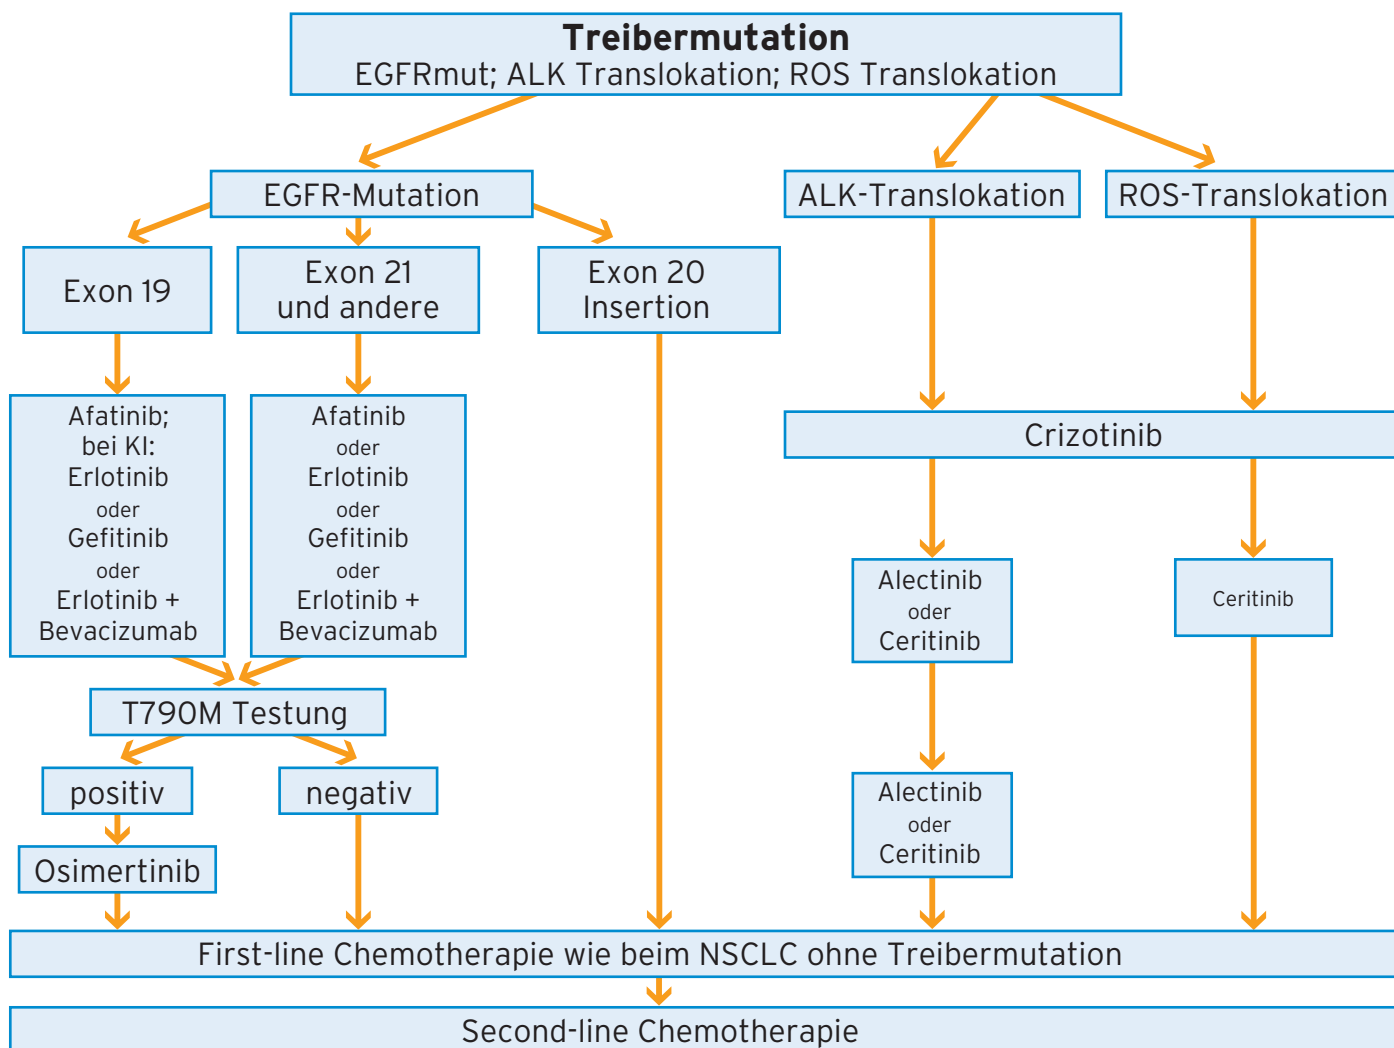 Treibermutation
EGFRmut; ALK Translokation; ROS Translokation
EGFR-Mutation
ALK-Translokation
ROS-Translokation
Exon 19
Exon 21
und andere
Exon 20
Insertion
Afatinib;
bei KI:
Erlotinib
oder
Gefitinib
oder
Erlotinib +
Bevacizumab
Afatinib
oder
Erlotinib
oder
Gefitinib
oder
Erlotinib +
Bevacizumab
Crizotinib
Alectinib
oder
Ceritinib
Ceritinib
T790M Testung
positiv
negativ
Alectinib
oder
Ceritinib
Osimertinib
First-line Chemotherapie wie beim NSCLC ohne Treibermutation
Second-line Chemotherapie